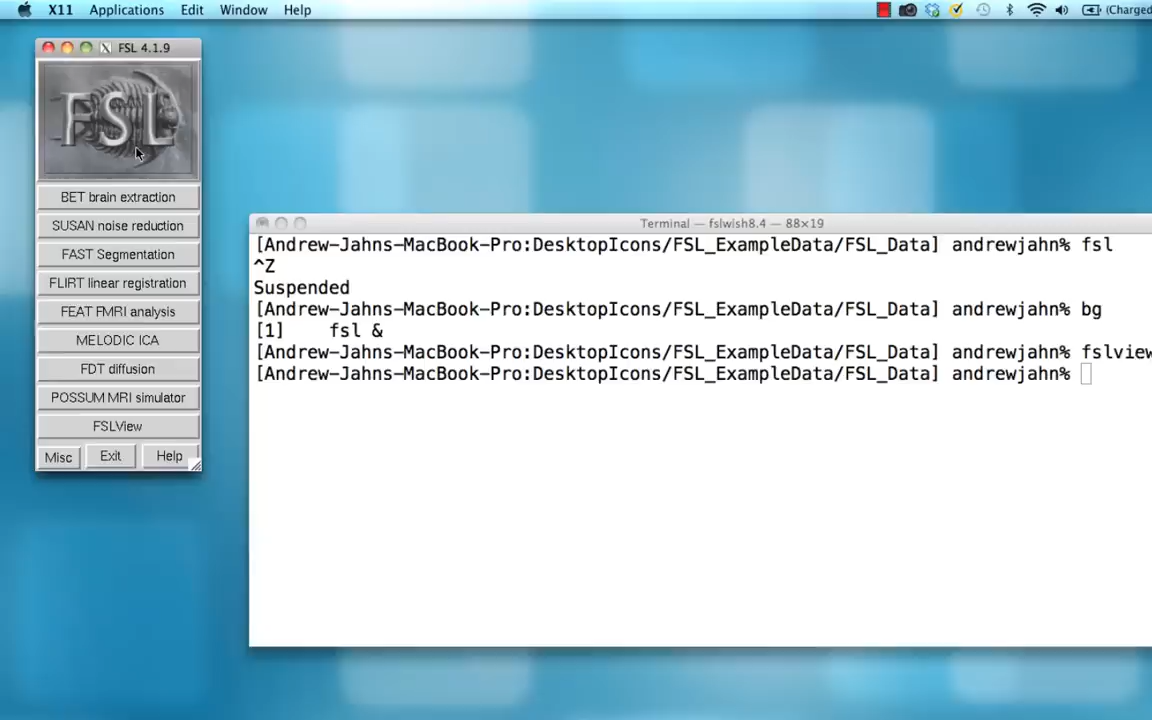 X11 Applications Edit Window Help
(Charged
FSL 4.1.9
FSL
BET brain extraction
SUSAN noise reduction
FAST Segmentation
FLIRT linear registration
FEAT FMRI analysis
MELODIC ICA
FDT diffusion
POSSUM MRI simulator
FSLView
Misc Exit Help
Terminal — fslwish8.4 — 88×19
[Andrew-Jahns-MacBook-Pro:DesktopIcons/FSL_ExampleData/FSL_Data] andrewjahn% fsl
^Z
Suspended
[Andrew-Jahns-MacBook-Pro:DesktopIcons/FSL_ExampleData/FSL_Data] andrewjahn% bg
[1] fsl &
[Andrew-Jahns-MacBook-Pro:DesktopIcons/FSL_ExampleData/FSL_Data] andrewjahn% fslview
[Andrew-Jahns-MacBook-Pro:DesktopIcons/FSL_ExampleData/FSL_Data] andrewjahn%